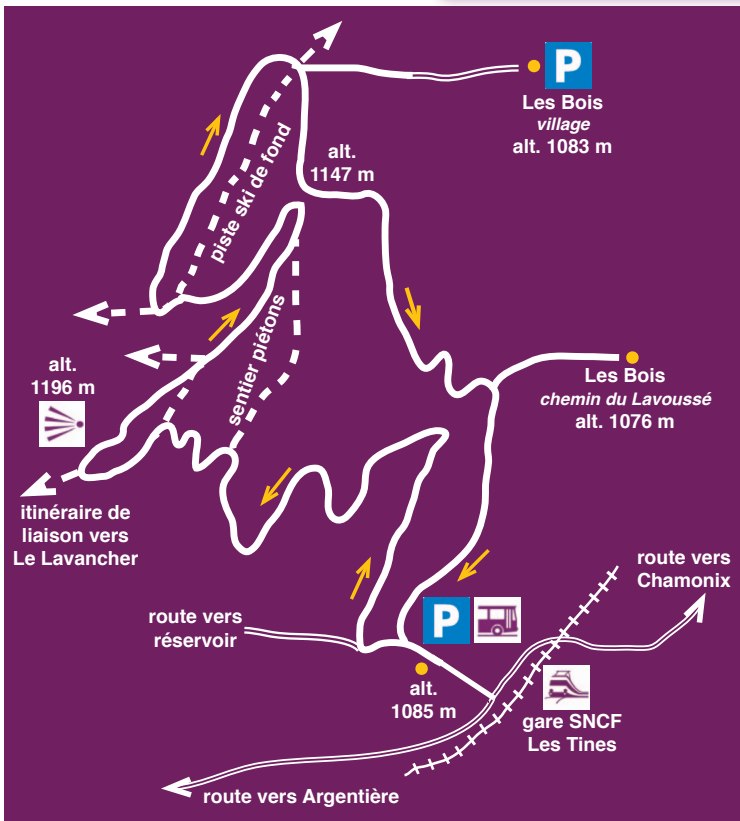 P
Les Bois
village
alt. 1083 m
alt.
1147 m
piste ski de fond
sentier piétons
alt.
1196 m
Les Bois
chemin du Lavoussé
alt. 1076 m
itinéraire de
liaison vers
Le Lavancher
route vers
Chamonix
route vers
réservoir
P
alt.
1085 m
gare SNCF
Les Tines
route vers Argentière